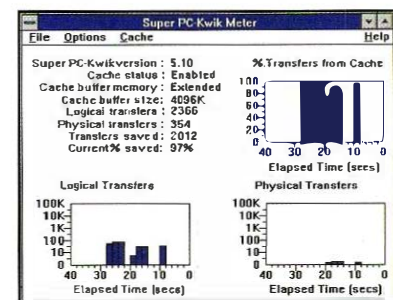 Super PC-Kwik Meter
File Options Cache Help
Super PC-Kwik version : 5.10
Cache status : Enabled
Cache buffer memory : Extended
Cache buffer size : 4096K
Logical transfers : 2366
Physical transfers : 354
Transfers saved : 2012
Current% saved : 97%
% Transfers from Cache
100
80
60
40
20
0
40 30 20 10 0
Elapsed Time (secs)
Logical Transfers
100K
10K
1K
100
10
0
40 30 20 10 0
Elapsed Time (secs)
Physical Transfers
100K
10K
1K
100
10
0
40 30 20 10 0
Elapsed Time (secs)